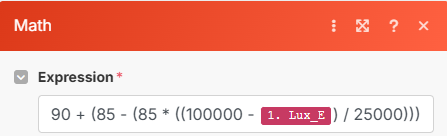 Math
Expression *
90 + (85 - (85 * ((100000 - 1. Lux_E ) / 25000)))